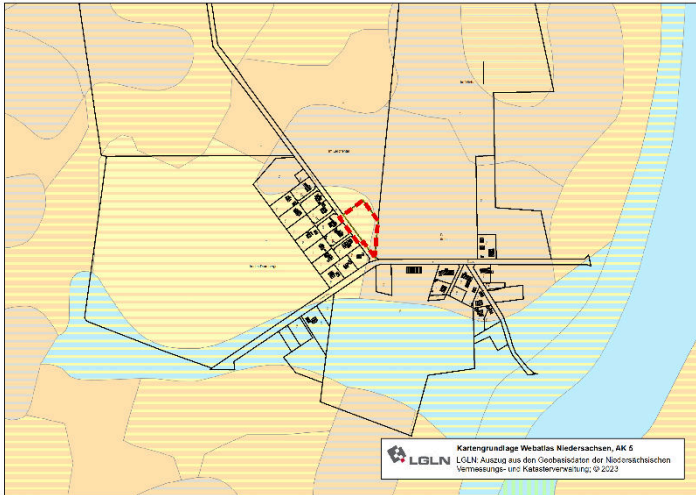 Kartengrundlage Webatlas Niedersachsen, AK 5
LGLN
LGLN: Auszug aus den Geobasisdaten der Niedersächsischen
Vermessungs- und Katasterverwaltung; © 2023